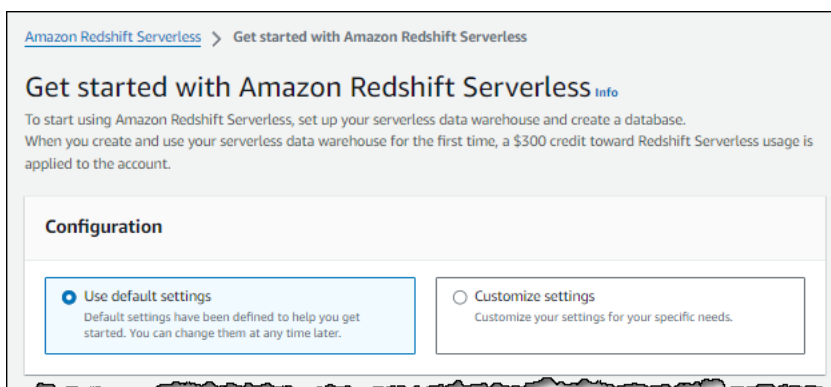 Amazon Redshift Serverless > Get started with Amazon Redshift Serverless
Get started with Amazon Redshift Serverless Info
To start using Amazon Redshift Serverless, set up your serverless data warehouse and create a database.
When you create and use your serverless data warehouse for the first time, a $300 credit toward Redshift Serverless usage is
applied to the account.
Configuration
Use default settings
Default settings have been defined to help you get
started. You can change them at any time later.
Customize settings
Customize your settings for your specific needs.